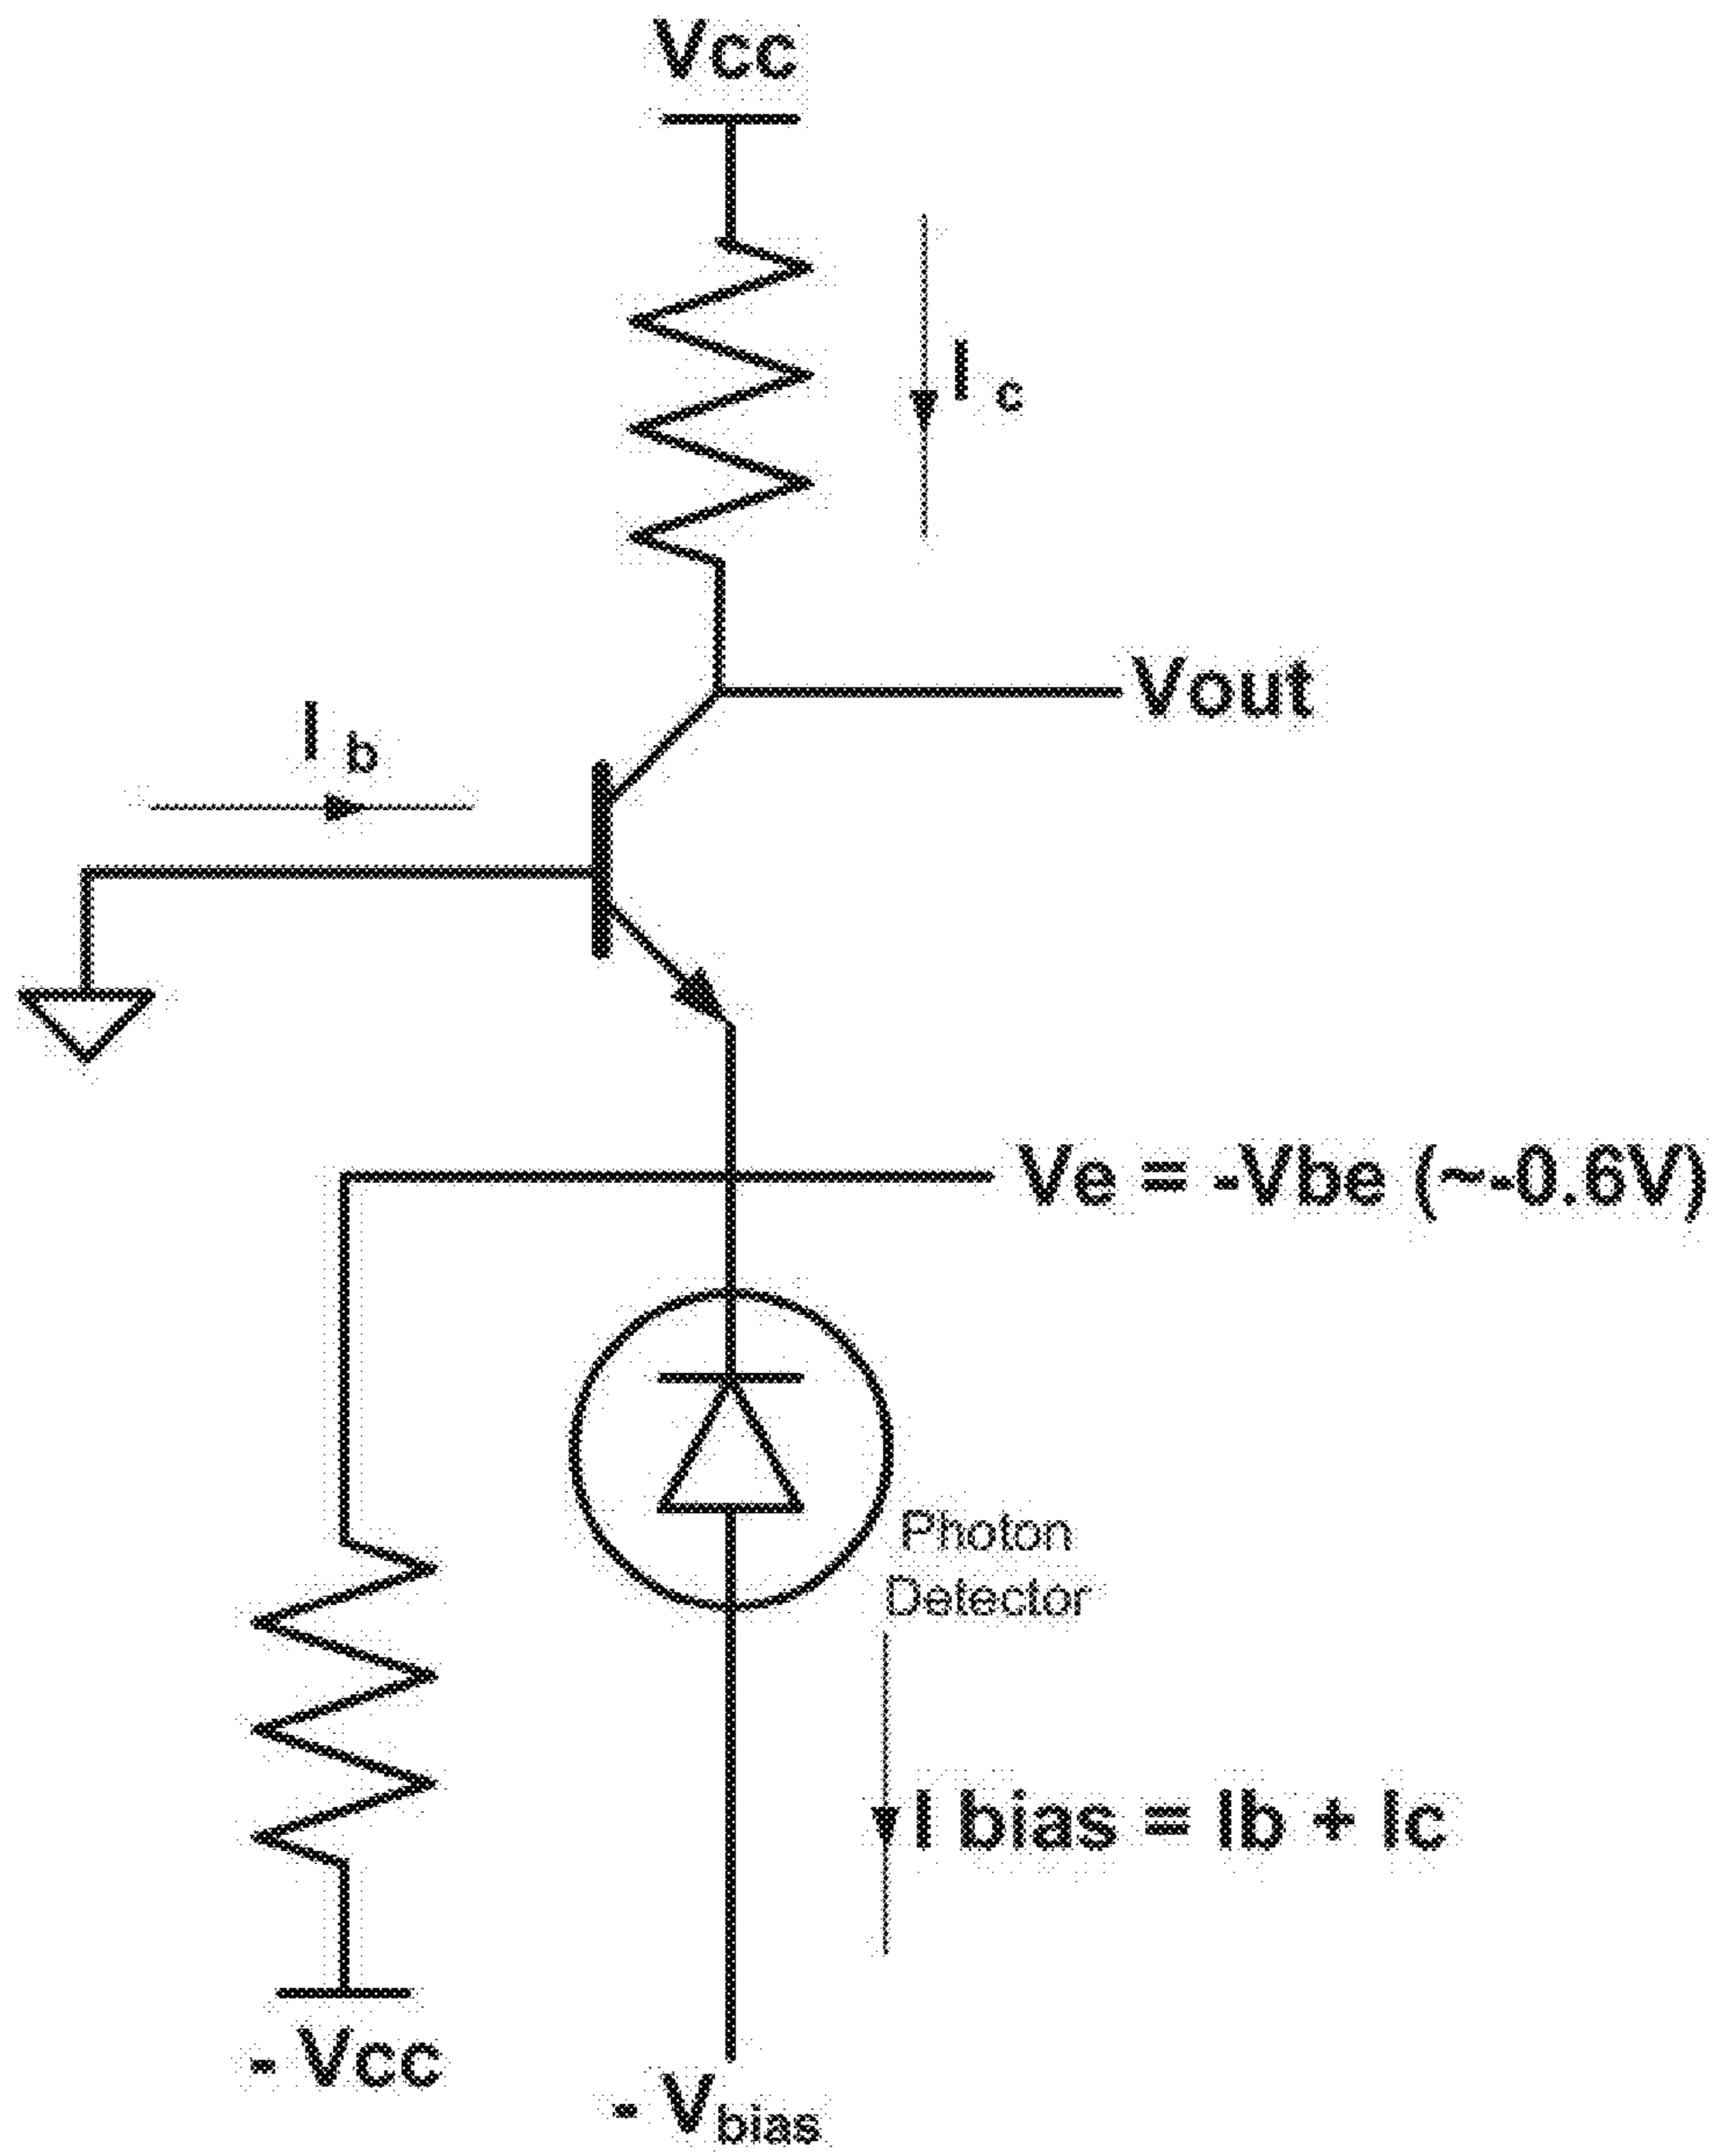 Vcc
I c
Vout
I b
Ve = -Vbe (~-0.6V)
Photon
Detector
I bias = Ib + Ic
- Vcc
- Vbias